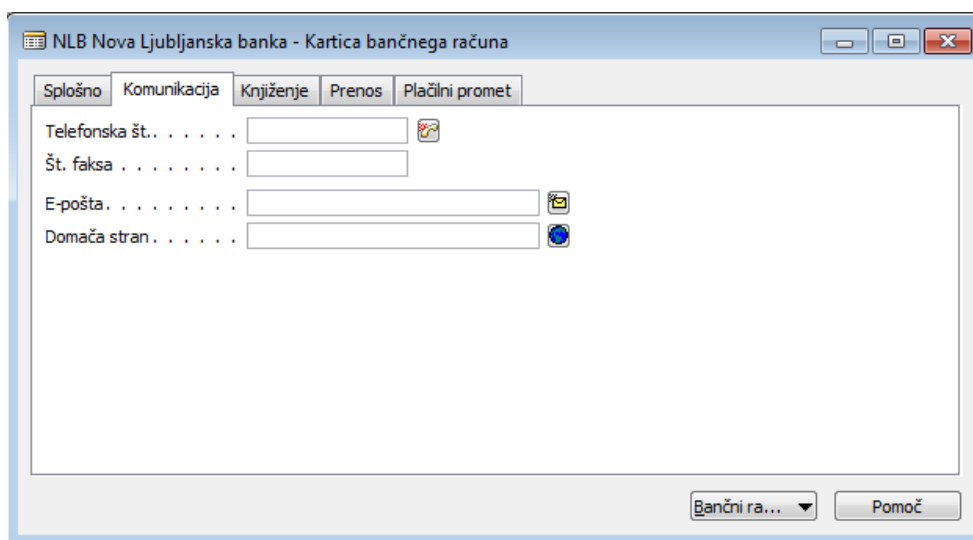 NLB Nova Ljubljanska banka - Kartica bančnega računa
Splošno Komunikacija Knjiženje Prenos Plačilni promet
Telefonska št.. . . . . .
Št. faksa . . . . . . . .
E-pošta. . . . . . . . .
Domača stran. . . . . .
Bančni ra... Pomoč